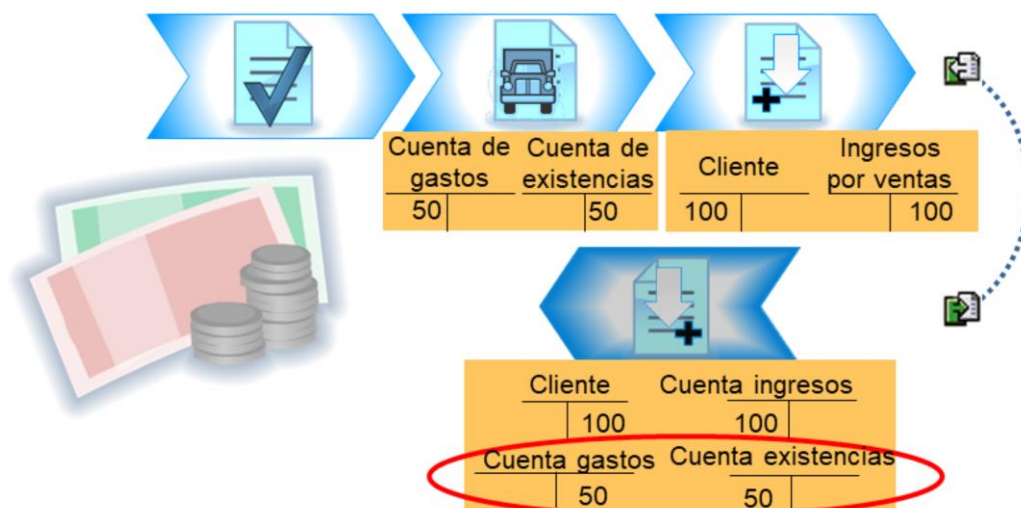 Cuenta de gastos
Cuenta de existencias
50
50
Cliente
Ingresos por ventas
100
100
Cliente
Cuenta ingresos
100
100
Cuenta gastos
Cuenta existencias
50
50